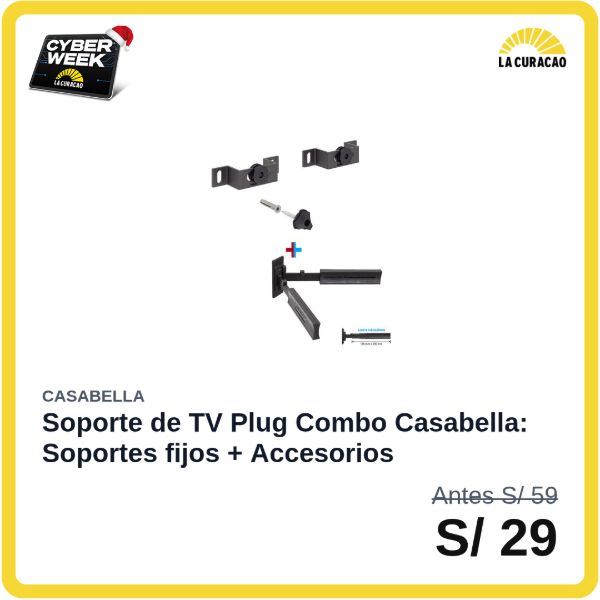 CYBER
WEEK
LA CURACAO
LA CURACAO
CASABELLA
Soporte de TV Plug Combo Casabella:
Soportes fijos + Accesorios
Antes S/ 59
S/ 29